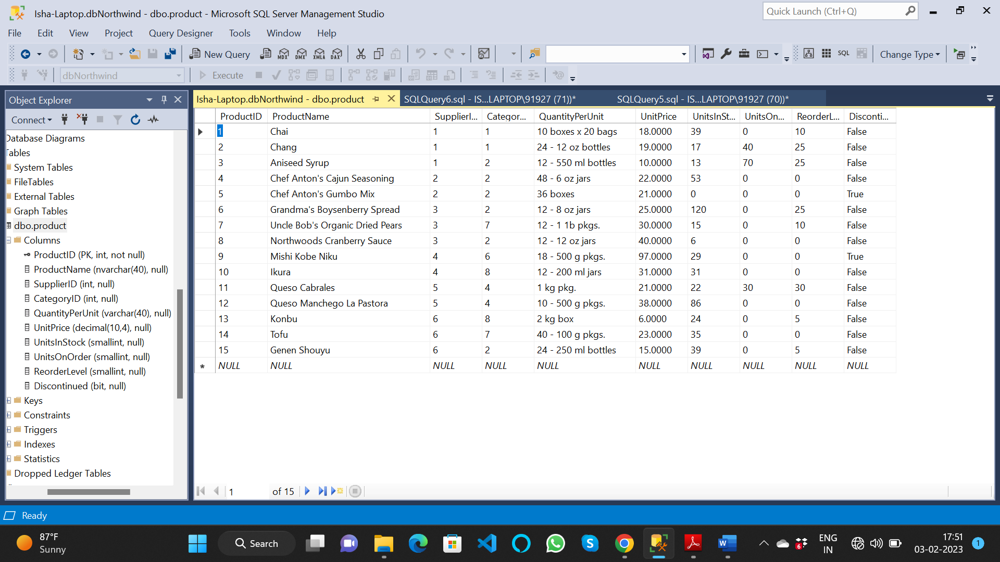 Isha-Laptop.dbNorthwind - dbo.product - Microsoft SQL Server Management Studio
Quick Launch (Ctrl+Q)
File Edit View Project Query Designer Tools Window Help
New Query MDX DMX XMLA DAX SQL Change Type
dbNorthwind Execute
Object Explorer
Isha-Laptop.dbNorthwind - dbo.product SQLQuery6.sql - IS...LAPTOP\91927 (71))* SQLQuery5.sql - IS...LAPTOP\91927 (70))*
Connect
Database Diagrams
Tables
System Tables
FileTables
External Tables
Graph Tables
dbo.product
Columns
ProductID (PK, int, not null)
ProductName (nvarchar(40), null)
SupplierID (int, null)
CategoryID (int, null)
QuantityPerUnit (varchar(40), null)
UnitPrice (decimal(10,4), null)
UnitsInStock (smallint, null)
UnitsOnOrder (smallint, null)
ReorderLevel (smallint, null)
Discontinued (bit, null)
Keys
Constraints
Triggers
Indexes
Statistics
Dropped Ledger Tables
ProductID ProductName SupplierI... Categor... QuantityPerUnit UnitPrice UnitsInSt... UnitsOn... ReorderL... Disconti...
1 Chai 1 1 10 boxes x 20 bags 18.0000 39 0 10 False
2 Chang 1 1 24 - 12 oz bottles 19.0000 17 40 25 False
3 Aniseed Syrup 1 2 12 - 550 ml bottles 10.0000 13 70 25 False
4 Chef Anton's Cajun Seasoning 2 2 48 - 6 oz jars 22.0000 53 0 0 False
5 Chef Anton's Gumbo Mix 2 2 36 boxes 21.0000 0 0 0 True
6 Grandma's Boysenberry Spread 3 2 12 - 8 oz jars 25.0000 120 0 25 False
7 Uncle Bob's Organic Dried Pears 3 7 12 - 1 1b pkgs. 30.0000 15 0 10 False
8 Northwoods Cranberry Sauce 3 2 12 - 12 oz jars 40.0000 6 0 0 False
9 Mishi Kobe Niku 4 6 18 - 500 g pkgs. 97.0000 29 0 0 True
10 Ikura 4 8 12 - 200 ml jars 31.0000 31 0 0 False
11 Queso Cabrales 5 4 1 kg pkg. 21.0000 22 30 30 False
12 Queso Manchego La Pastora 5 4 10 - 500 g pkgs. 38.0000 86 0 0 False
13 Konbu 6 8 2 kg box 6.0000 24 0 5 False
14 Tofu 6 7 40 - 100 g pkgs. 23.0000 35 0 0 False
15 Genen Shouyu 6 2 24 - 250 ml bottles 15.0000 39 0 5 False
NULL NULL NULL NULL NULL NULL NULL NULL NULL NULL
1 of 15
Ready
87°F
Sunny
Search
6
ENG
IN
17:51
03-02-2023
1